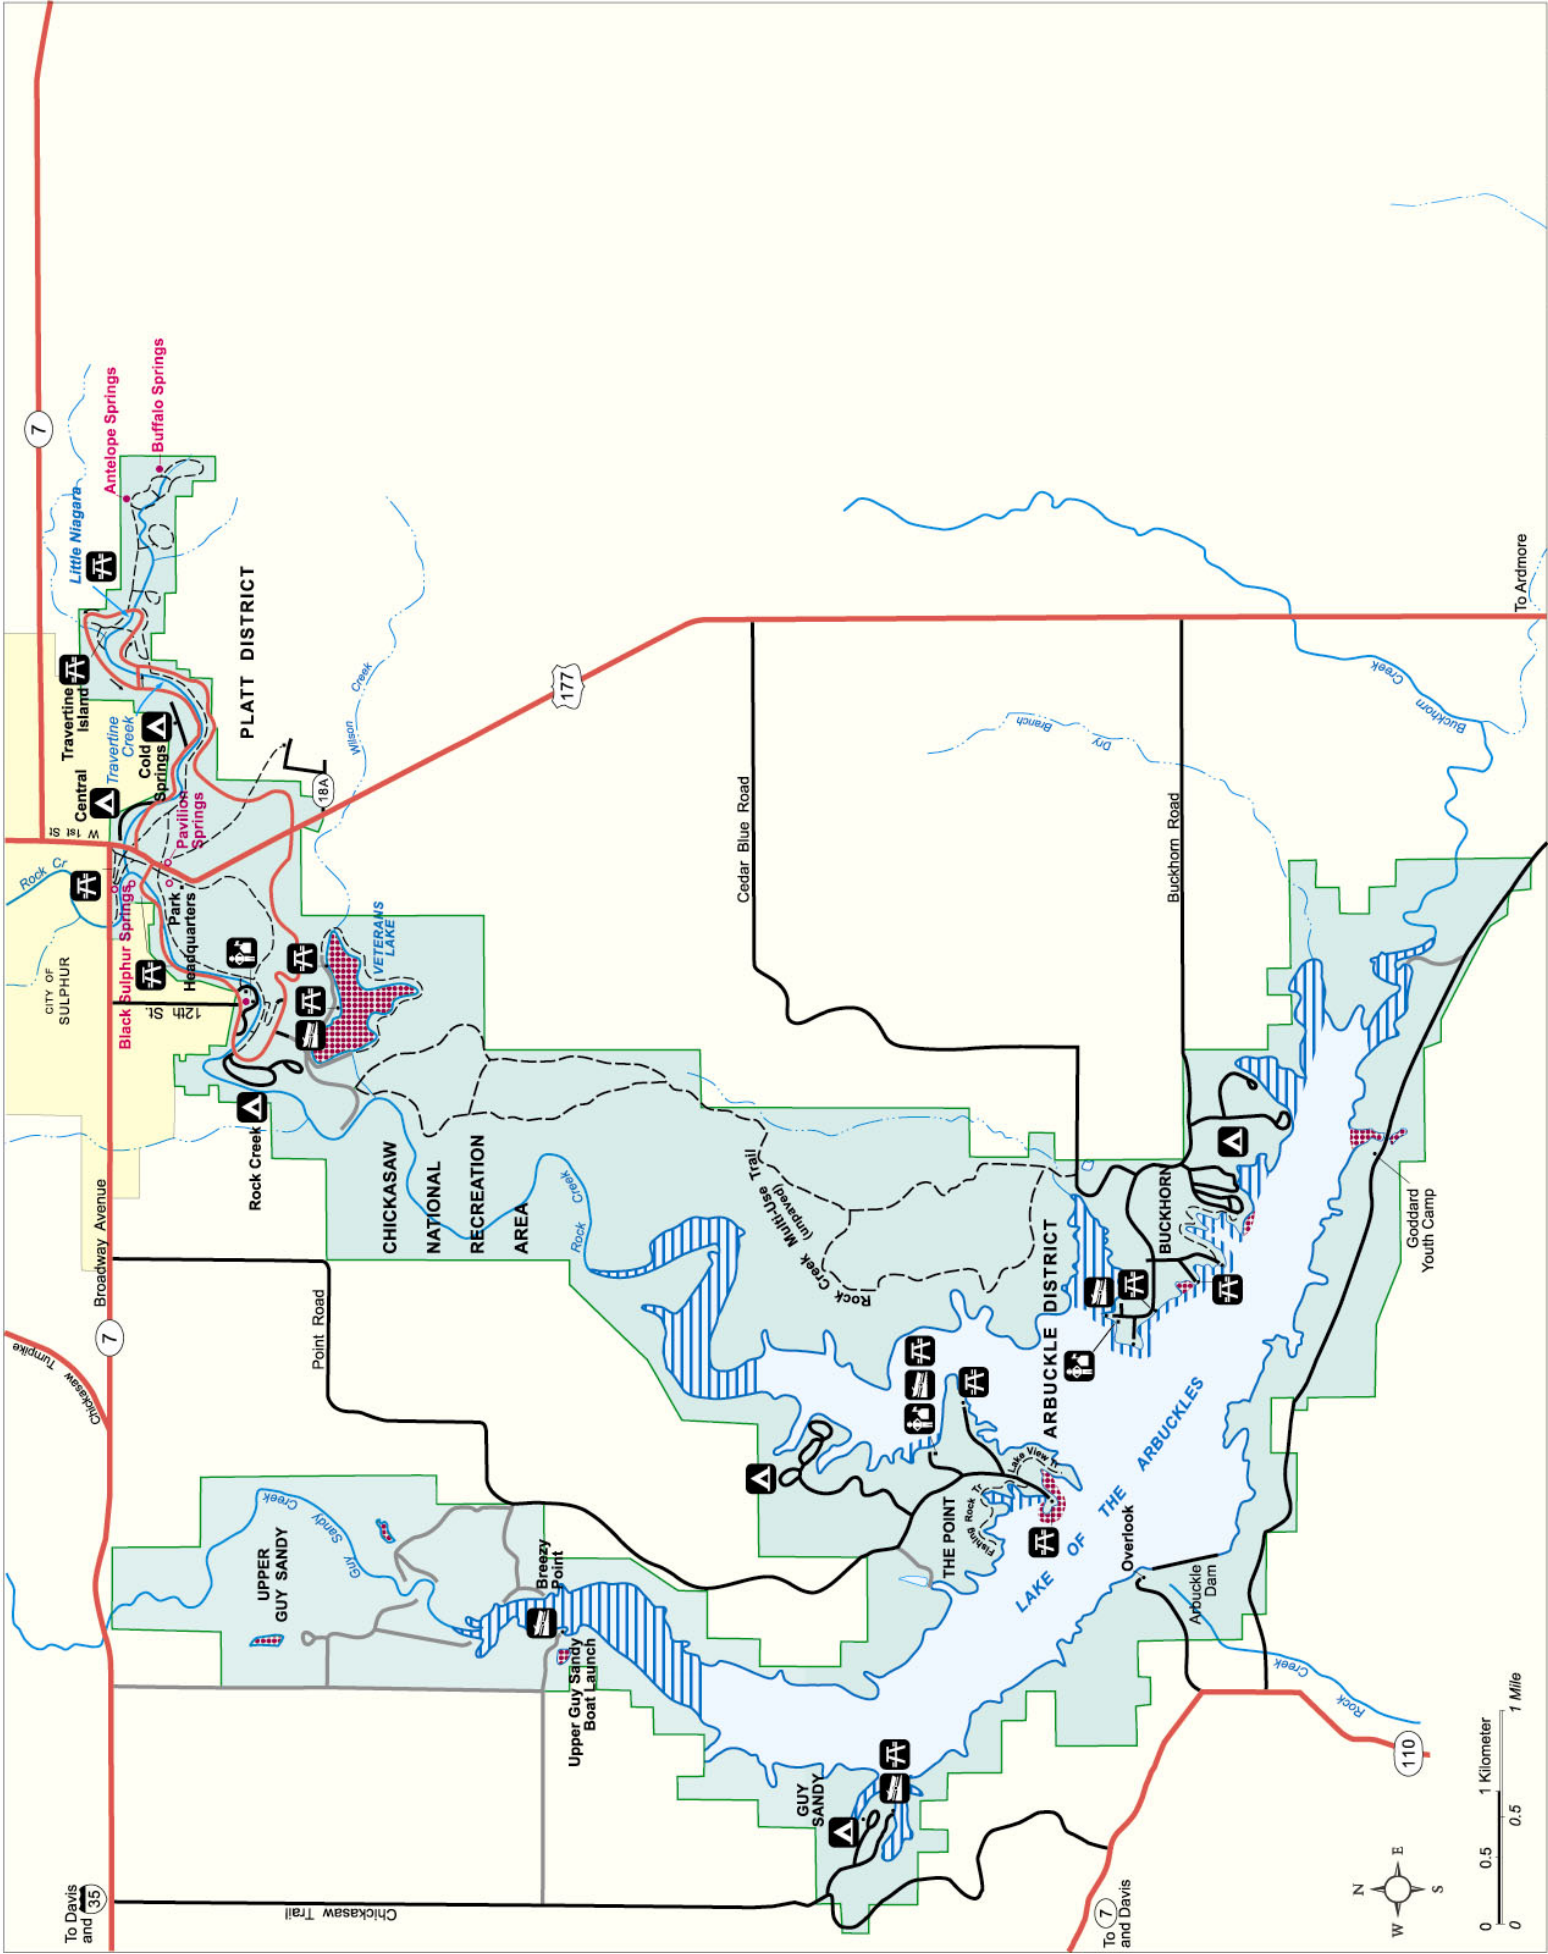 To Davis
and 35
Chickasaw Trail
Chickasaw
Turnpike
7
Broadway Avenue
Point Road
CITY OF
SULPHUR
Rock Cr
12th St.
W 1st St
7
Black Sulphur Springs
Park
Headquarters
Pavilion
Springs
Central
Cold
Springs
Travertine
Creek
Travertine
Island
Little Niagara
Antelope Springs
Buffalo Springs
PLATT DISTRICT
18A
177
Wilson Creek
VETERANS
LAKE
Rock Creek
CHICKASAW
NATIONAL
RECREATION
AREA
Rock Creek
UPPER
GUY SANDY
Guy Sandy Creek
Breezy
Point
Upper Guy Sandy
Boat Launch
Rock Creek Multi-Use Trail
(unpaved)
Cedar Blue Road
Buckhorn Road
Dry Branch
Buckhorn Creek
To Ardmore
GUY
SANDY
THE POINT
Fishing Rock Tr
Lake View Tr
ARBUCKLE DISTRICT
BUCKHORN
LAKE OF THE ARBUCKLES
Overlook
Arbuckle
Dam
Rock Creek
Goddard
Youth Camp
110
To 7
and Davis
N
W E
S
0 0.5 1 Kilometer
0 0.5 1 Mile